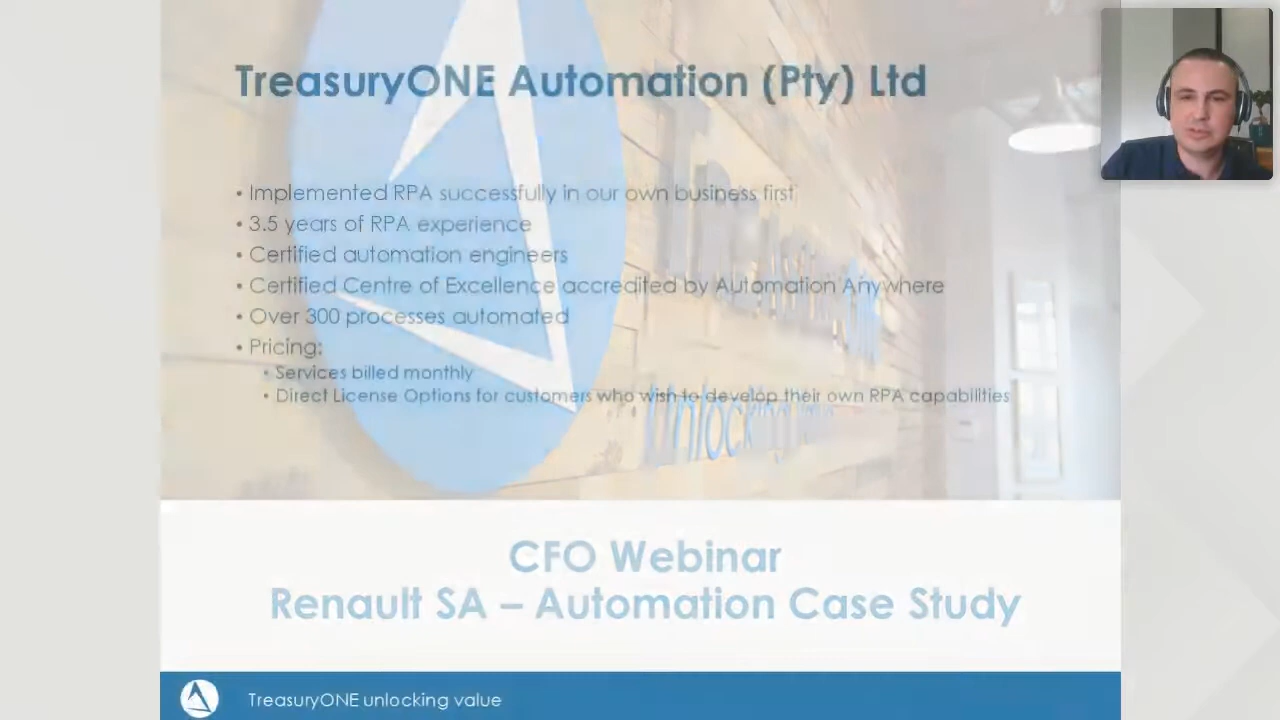 TreasuryONE Automation (Pty) Ltd
• Implemented RPA successfully in our own business first
• 3.5 years of RPA experience
• Certified automation engineers
• Certified Centre of Excellence accredited by Automation Anywhere
• Over 300 processes automated
• Pricing:
• Services billed monthly
• Direct License Options for customers who wish to develop their own RPA capabilities
Unlocking
CFO Webinar
Renault SA – Automation Case Study
TreasuryONE unlocking value